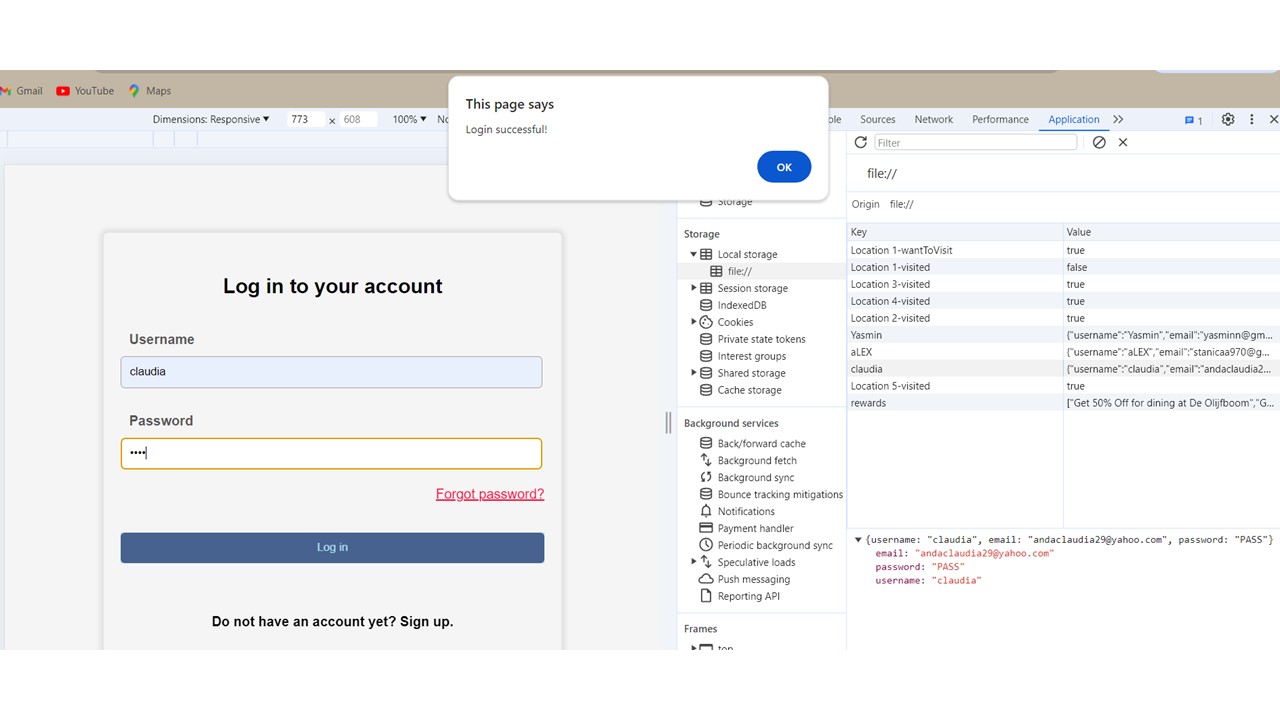 Gmail YouTube Maps
This page says
Login successful!
OK
Dimensions: Responsive 773 x 608 100%
Sources Network Performance Application 1
Filter
file://
Origin file://
Key Value
Location 1-wantToVisit true
Location 1-visited false
Location 3-visited true
Location 4-visited true
Location 2-visited true
Yasmin {"username":"Yasmin","email":"yasminn@gm...
aLEX {"username":"aLEX","email":"stanicaa970@g...
claudia {"username":"claudia","email":"andaclaudia2...
Location 5-visited true
rewards ["Get 50% Off for dining at De Olijfboom","G...
{username: "claudia", email: "andaclaudia29@yahoo.com", password: "PASS"}
email: "andaclaudia29@yahoo.com"
password: "PASS"
username: "claudia"
Storage
Storage
Local storage
file://
Session storage
IndexedDB
Cookies
Private state tokens
Interest groups
Shared storage
Cache storage
Background services
Back/forward cache
Background fetch
Background sync
Bounce tracking mitigations
Notifications
Payment handler
Periodic background sync
Speculative loads
Push messaging
Reporting API
Frames
top
Log in to your account
Username
claudia
Password
••••
Forgot password?
Log in
Do not have an account yet? Sign up.